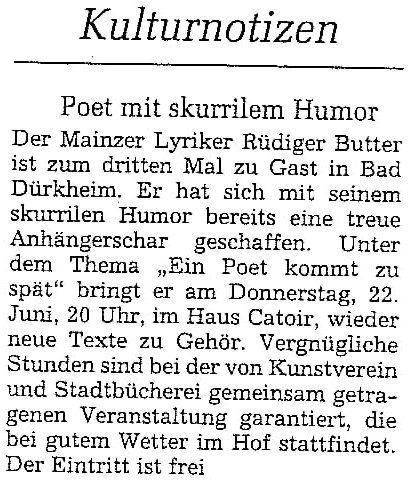 Kulturnotizen
Poet mit skurrilem Humor
Der Mainzer Lyriker Rüdiger Butter
ist zum dritten Mal zu Gast in Bad
Dürkheim. Er hat sich mit seinem
skurrilen Humor bereits eine treue
Anhängerschar geschaffen. Unter
dem Thema „Ein Poet kommt zu
spät“ bringt er am Donnerstag, 22.
Juni, 20 Uhr, im Haus Catoir, wieder
neue Texte zu Gehör. Vergnügliche
Stunden sind bei der von Kunstverein
und Stadtbücherei gemeinsam getra-
genen Veranstaltung garantiert, die
bei gutem Wetter im Hof stattfindet.
Der Eintritt ist frei